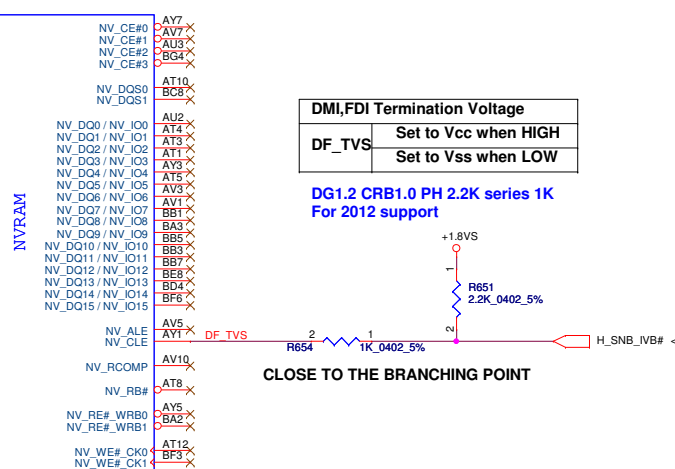 NVRAM
NV_CE#0 AY7
NV_CE#1 AV7
NV_CE#2 AU3
NV_CE#3 BG4
NV_DQS0 AT10
NV_DQS1 BC8
NV_DQ0 / NV_IO0 AU2
NV_DQ1 / NV_IO1 AT4
NV_DQ2 / NV_IO2 AT3
NV_DQ3 / NV_IO3 AT1
NV_DQ4 / NV_IO4 AY3
NV_DQ5 / NV_IO5 AT5
NV_DQ6 / NV_IO6 AV3
NV_DQ7 / NV_IO7 AV1
NV_DQ8 / NV_IO8 BB1
NV_DQ9 / NV_IO9 BA3
NV_DQ10 / NV_IO10 BB5
NV_DQ11 / NV_IO11 BB3
NV_DQ12 / NV_IO12 BB7
NV_DQ13 / NV_IO13 BE8
NV_DQ14 / NV_IO14 BD4
NV_DQ15 / NV_IO15 BF6
NV_ALE AV5
NV_CLE AY1
NV_RCOMP AV10
NV_RB# AT8
NV_RE#_WRB0 AY5
NV_RE#_WRB1 BA2
NV_WE#_CK0 AT12
NV_WE#_CK1 BF3
DMI,FDI Termination Voltage
DF_TVS
Set to Vcc when HIGH
Set to Vss when LOW
DG1.2 CRB1.0 PH 2.2K series 1K
For 2012 support
+1.8VS
1
R651
2.2K_0402_5%
2
DF_TVS
2 1
R654 1K_0402_5%
H_SNB_IVB# <
CLOSE TO THE BRANCHING POINT